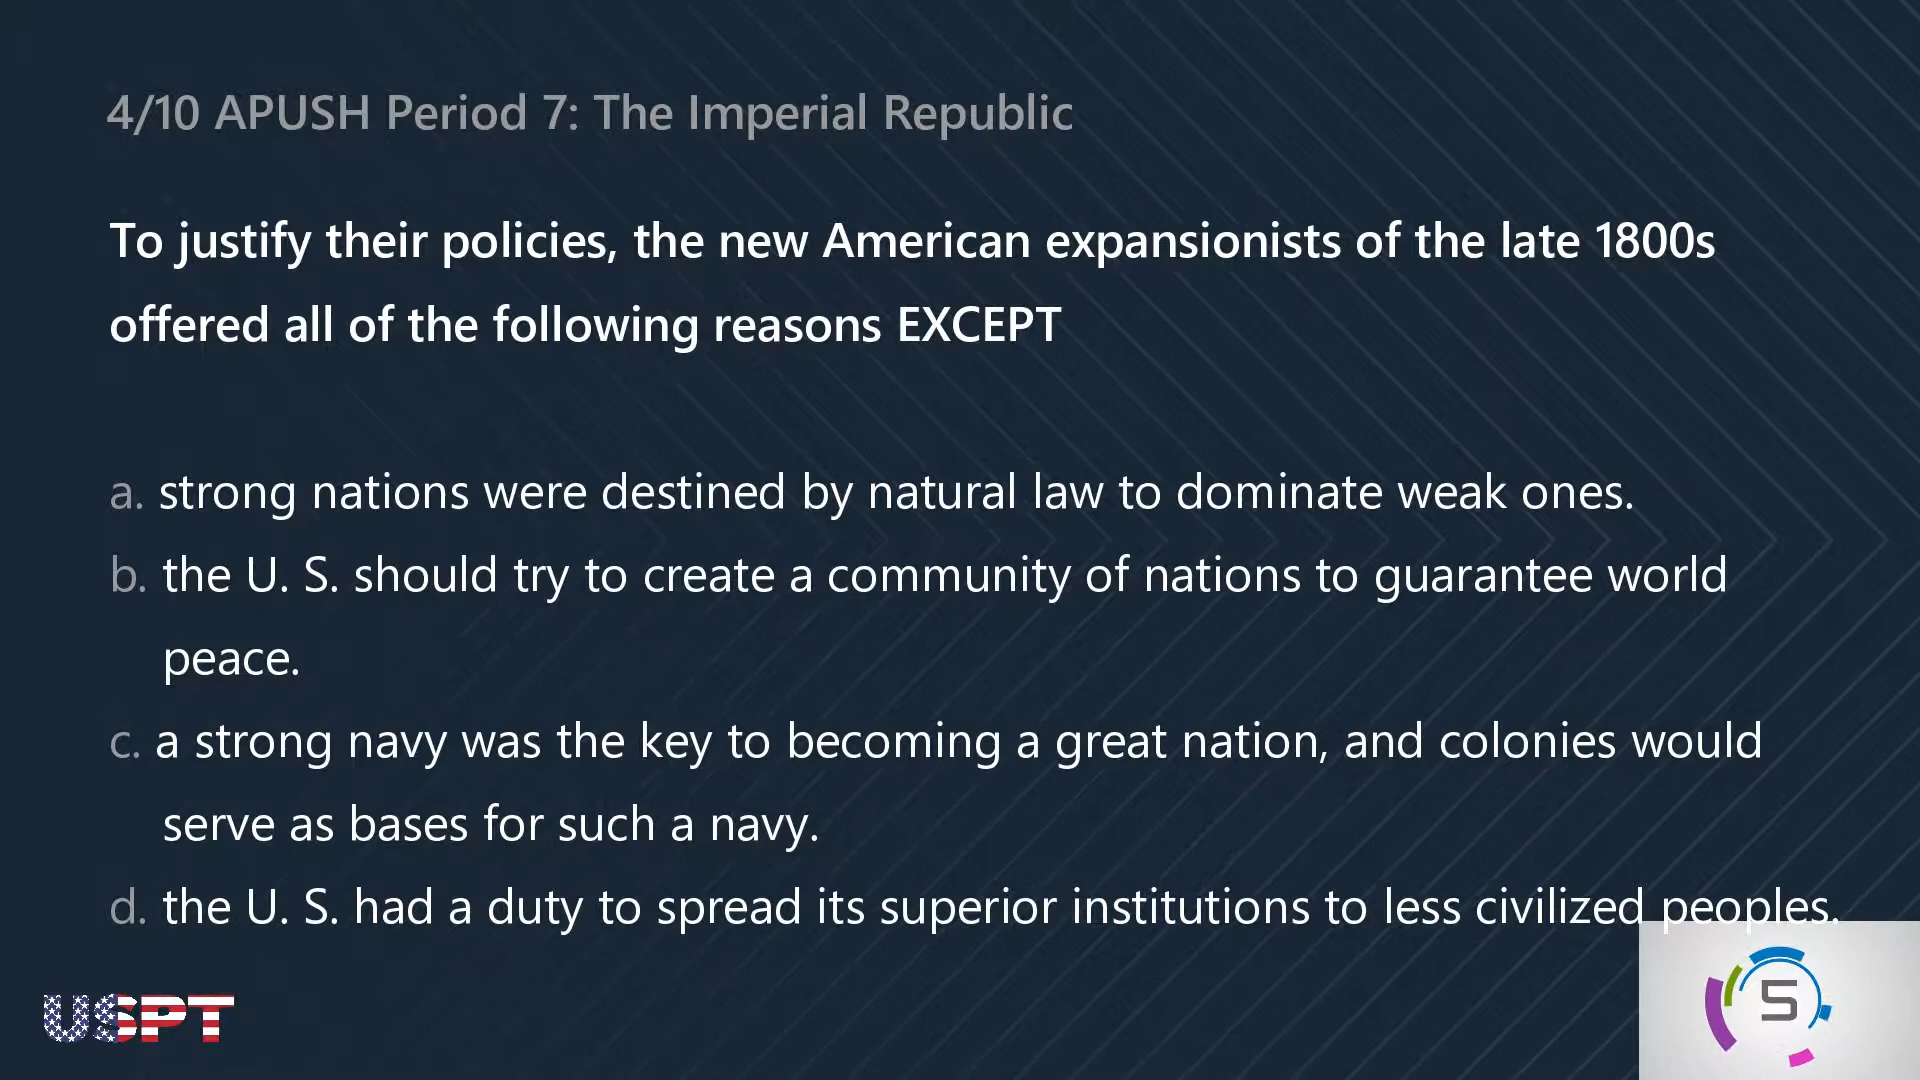 4/10 APUSH Period 7: The Imperial Republic
To justify their policies, the new American expansionists of the late 1800s
offered all of the following reasons EXCEPT
a. strong nations were destined by natural law to dominate weak ones.
b. the U. S. should try to create a community of nations to guarantee world
peace.
c. a strong navy was the key to becoming a great nation, and colonies would
serve as bases for such a navy.
d. the U. S. had a duty to spread its superior institutions to less civilized peoples.
USPT
5